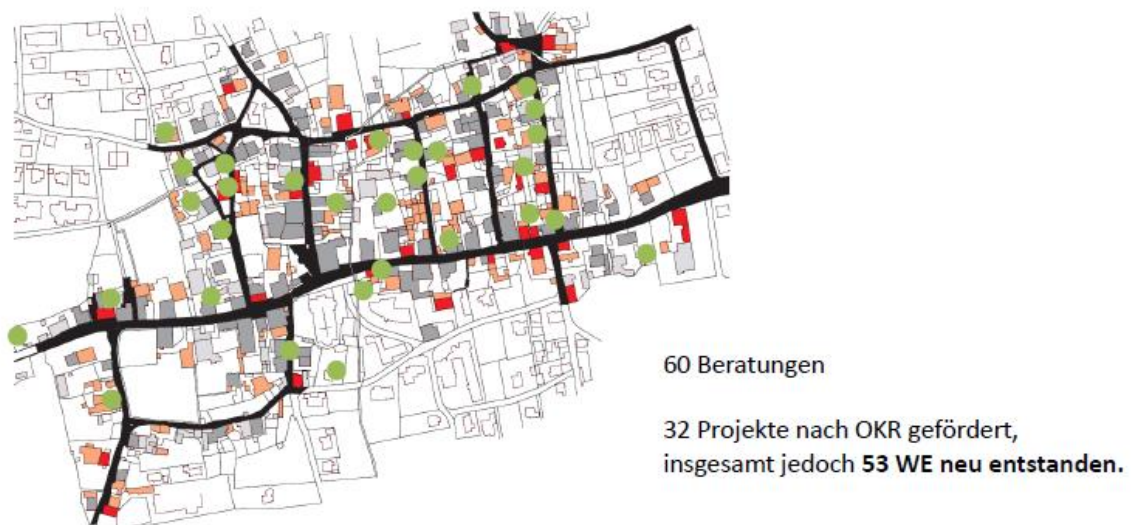 60 Beratungen
32 Projekte nach OKR gefördert,
insgesamt jedoch 53 WE neu entstanden.